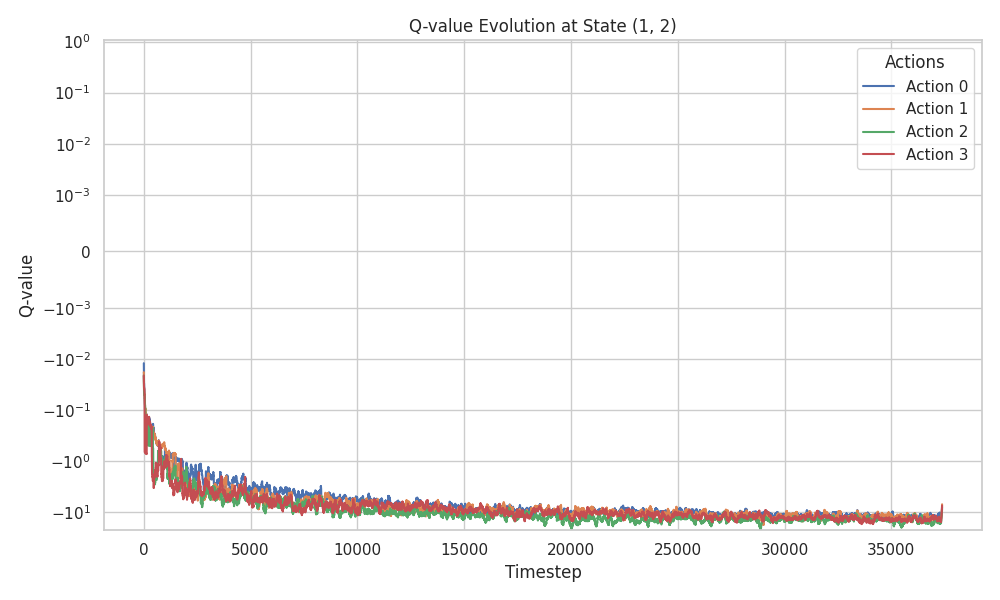 Q-value Evolution at State (1, 2)
Actions
Action 0
Action 1
Action 2
Action 3
10⁰
10⁻¹
10⁻²
10⁻³
0
−10⁻³
−10⁻²
−10⁻¹
−10⁰
−10¹
Q-value
0 5000 10000 15000 20000 25000 30000 35000
Timestep